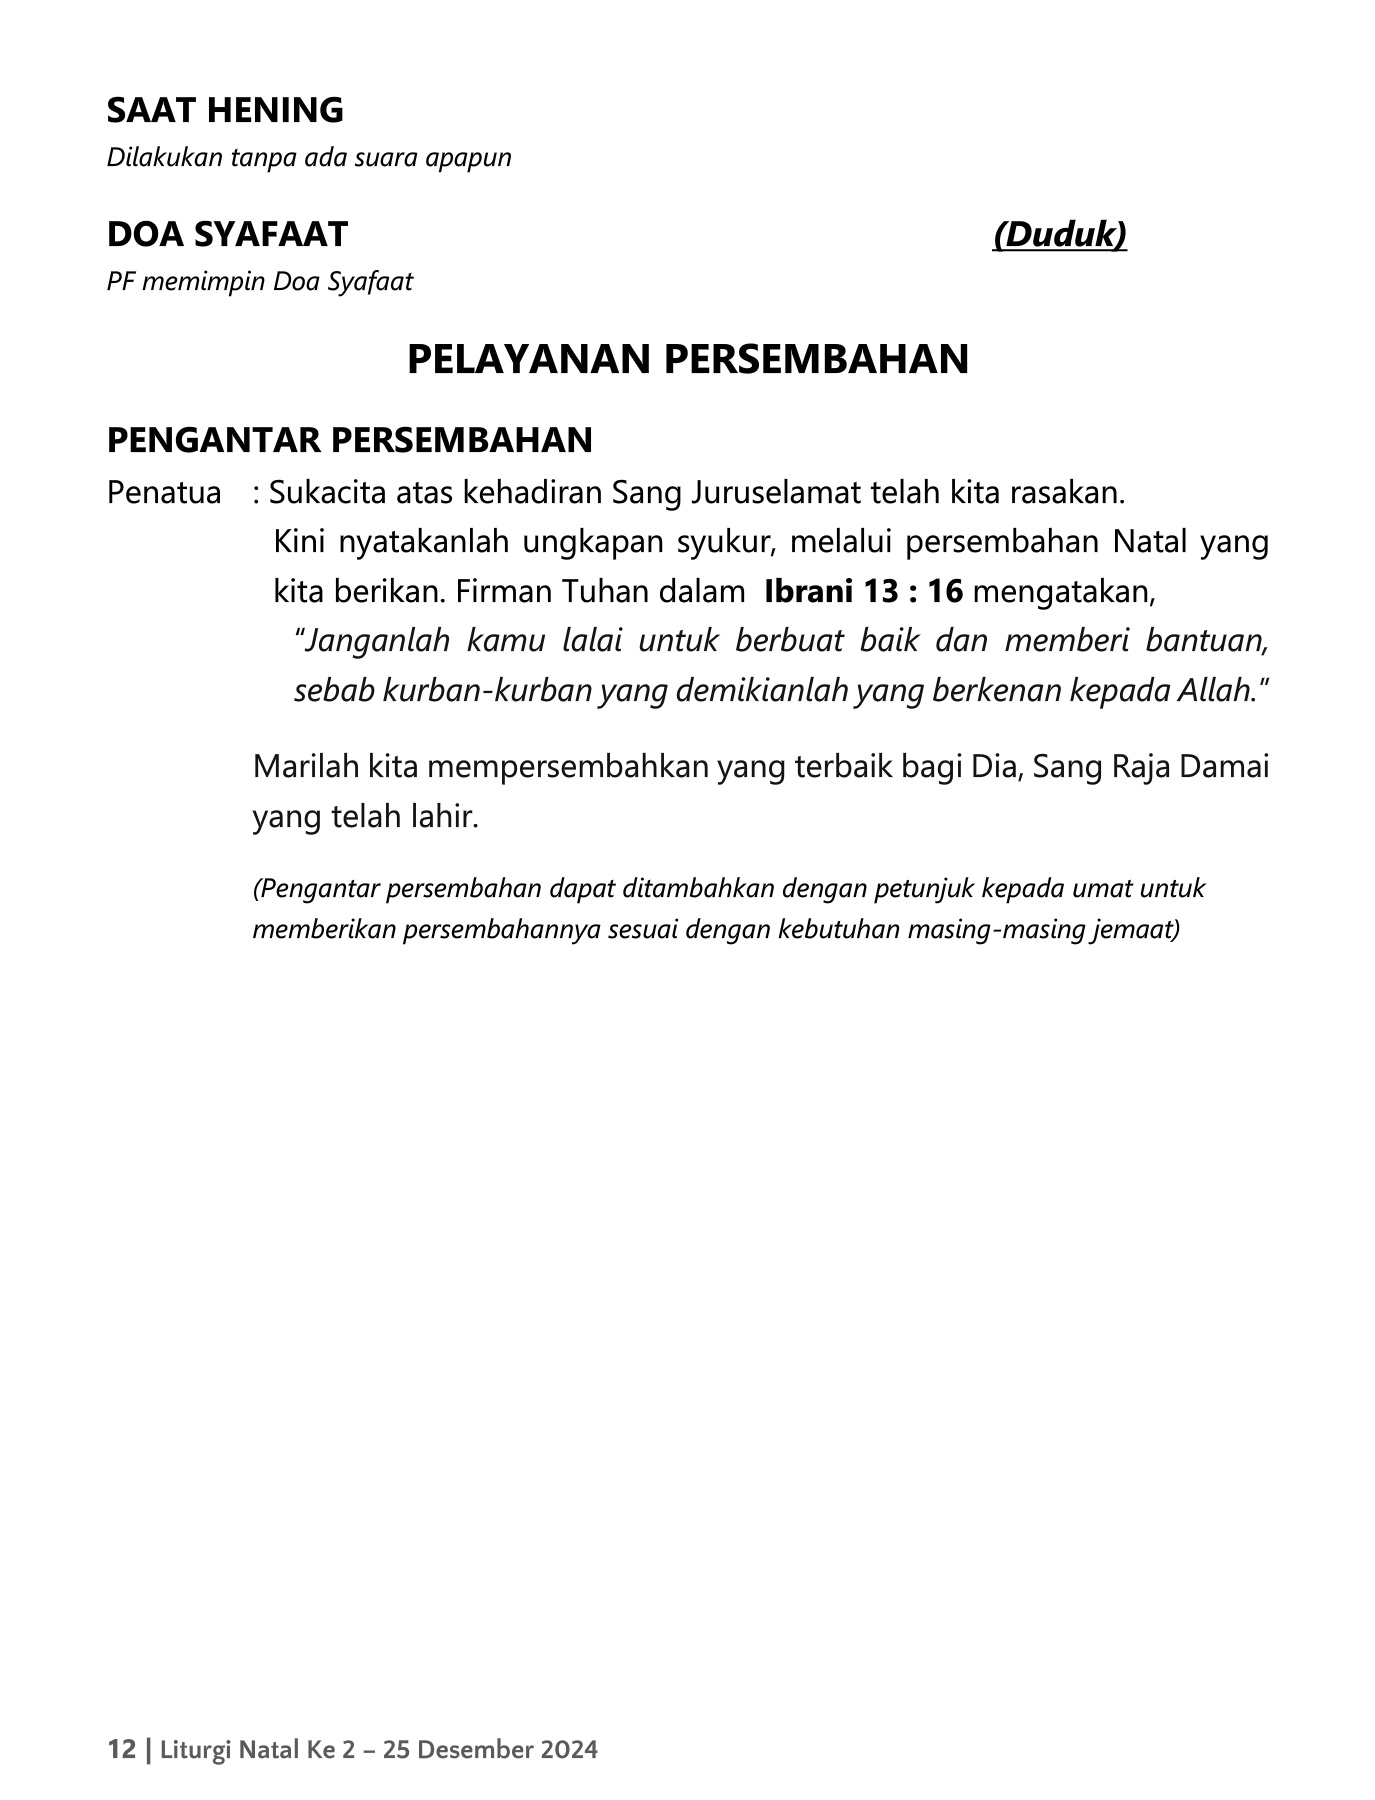 SAAT HENING
Dilakukan tanpa ada suara apapun
DOA SYAFAAT (Duduk)
PF memimpin Doa Syafaat
PELAYANAN PERSEMBAHAN
PENGANTAR PERSEMBAHAN
Penatua : Sukacita atas kehadiran Sang Juruselamat telah kita rasakan.
Kini nyatakanlah ungkapan syukur, melalui persembahan Natal yang
kita berikan. Firman Tuhan dalam Ibrani 13 : 16 mengatakan,
“Janganlah kamu lalai untuk berbuat baik dan memberi bantuan,
sebab kurban-kurban yang demikianlah yang berkenan kepada Allah.”
Marilah kita mempersembahkan yang terbaik bagi Dia, Sang Raja Damai
yang telah lahir.
(Pengantar persembahan dapat ditambahkan dengan petunjuk kepada umat untuk
memberikan persembahannya sesuai dengan kebutuhan masing-masing jemaat)
12 | Liturgi Natal Ke 2 – 25 Desember 2024